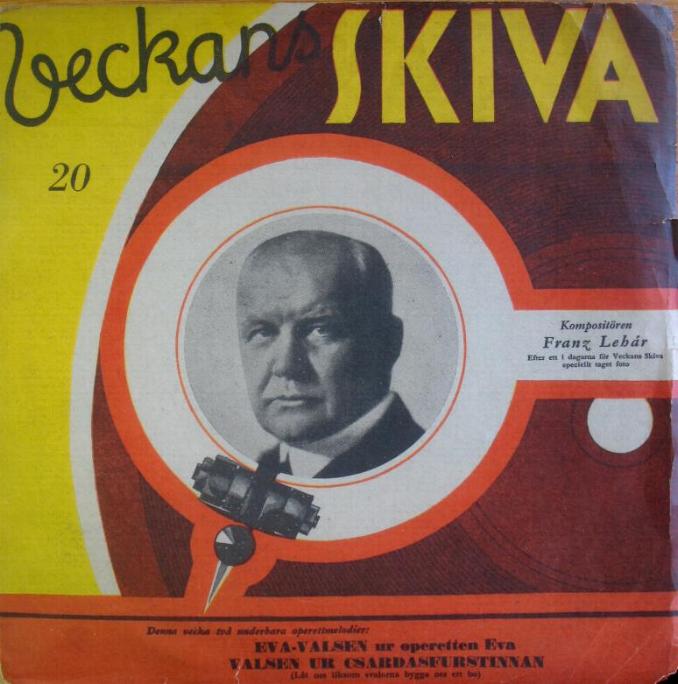 Veckans SKIVA
20
Kompositören
Franz Lehár
Efter ett i dagarna för Veckans Skiva
speciellt taget foto
Denna vecka två underbara operettmelodier:
EVA-VALSEN ur operetten Eva
VALSEN UR CSARDASFURSTINNAN
(Låt oss liksom svalorna bygga oss ett bo)